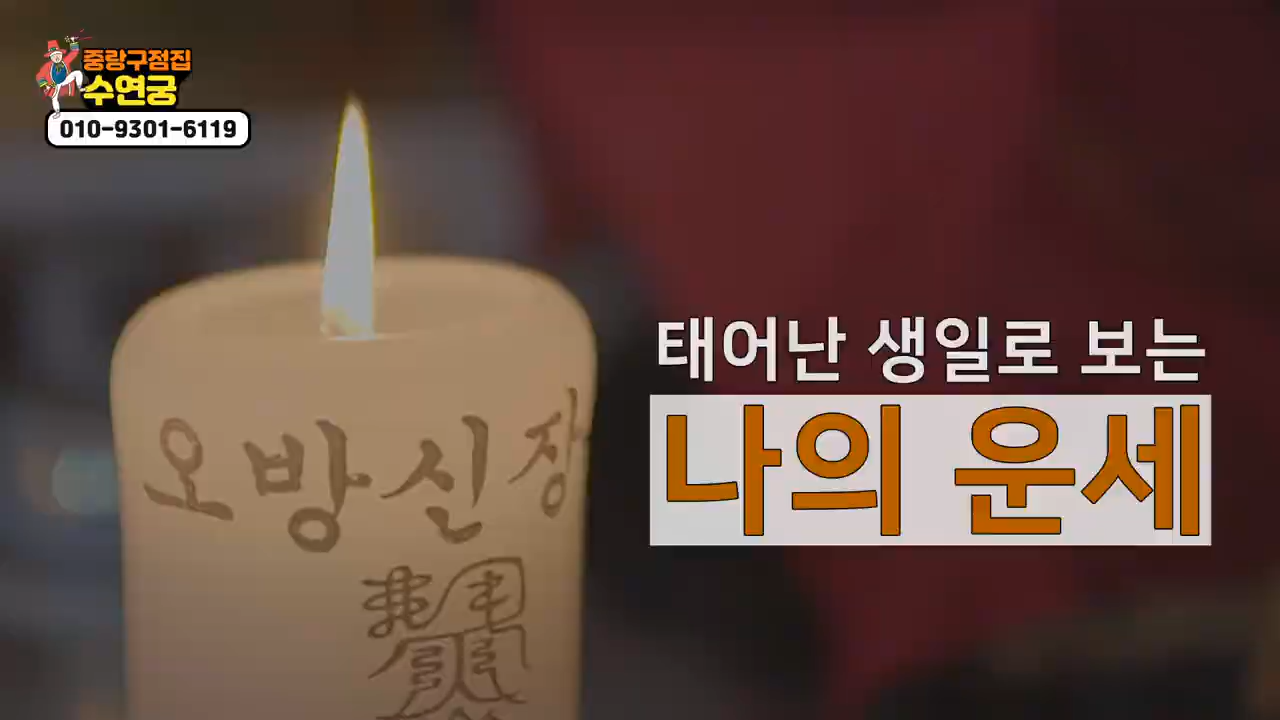 중랑구점집
수연궁
010-9301-6119
태어난 생일로 보는
나의 운세
오방신장